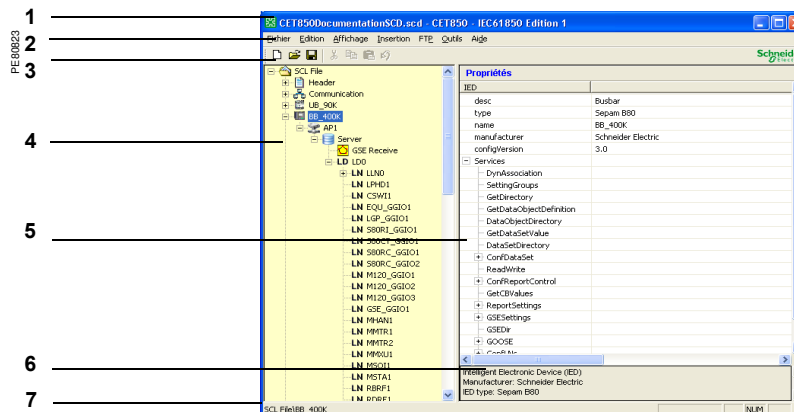 1
CET850DocumentationSCD.scd - CET850 - IEC61850 Edition 1
PE80823
2
Fichier Edition Affichage Insertion FTP Outils Aide
3
Schneid
4
SCL File
Header
Communication
UB_90K
BB_400K
AP1
Server
GSE Receive
LD LD0
LN LLN0
LN LPHD1
LN CSWI1
LN EQU_GGIO1
LN LGP_GGIO1
LN S80RI_GGIO1
LN S80CT_GGIO1
LN S80RC_GGIO1
LN S80RC_GGIO2
LN M120_GGIO1
LN M120_GGIO2
LN M120_GGIO3
LN GSE_GGIO1
LN MHAN1
LN MMTR1
LN MMTR2
LN MMXU1
LN MSQI1
LN MSTA1
LN RBRF1
LN RDRE1
5
Propriétés
IED
desc Busbar
type Sepam B80
name BB_400K
manufacturer Schneider Electric
configVersion 3.0
Services
DynAssociation
SettingGroups
GetDirectory
GetDataObjectDefinition
DataObjectDirectory
GetDataSetValue
DataSetDirectory
ConfDataSet
ReadWrite
ConfReportControl
GetCBValues
ReportSettings
GSESettings
GSEDir
GOOSE
ConfLNs
6
Intelligent Electronic Device (IED)
Manufacturer: Schneider Electric
IED type: Sepam B80
7
SCL File\BB_400K
NUM